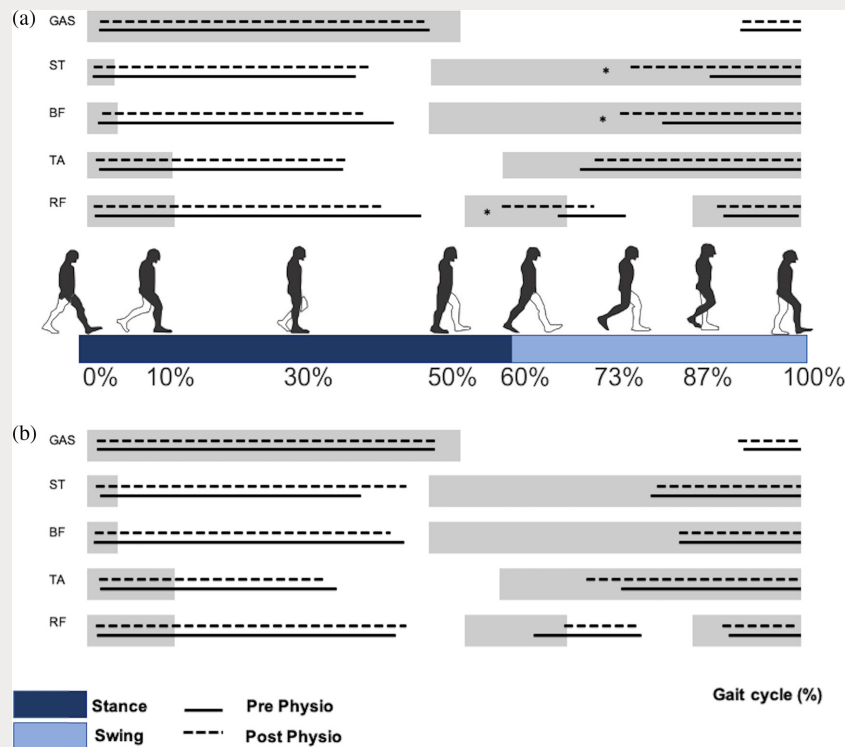 (a)
GAS
ST
*
BF
*
TA
RF
*
0% 10% 30% 50% 60% 73% 87% 100%
(b)
GAS
ST
BF
TA
RF
Gait cycle (%)
Stance Pre Physio
Swing Post Physio